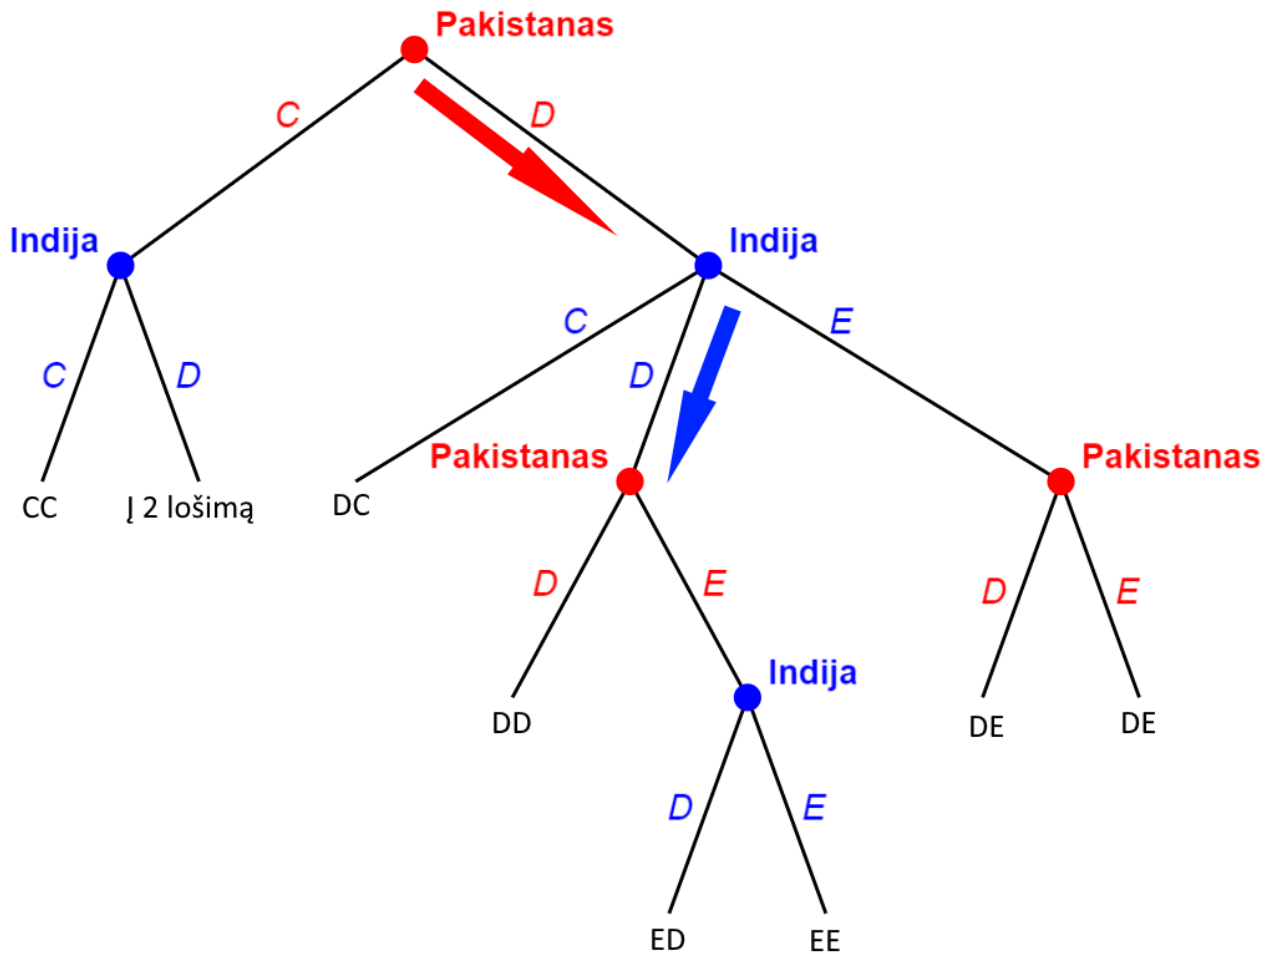 Pakistanas
C
D
Indija
Indija
C
D
C
D
E
CC
Į 2 lošimą
DC
Pakistanas
Pakistanas
D
E
D
E
DD
Indija
DE
DE
D
E
ED
EE